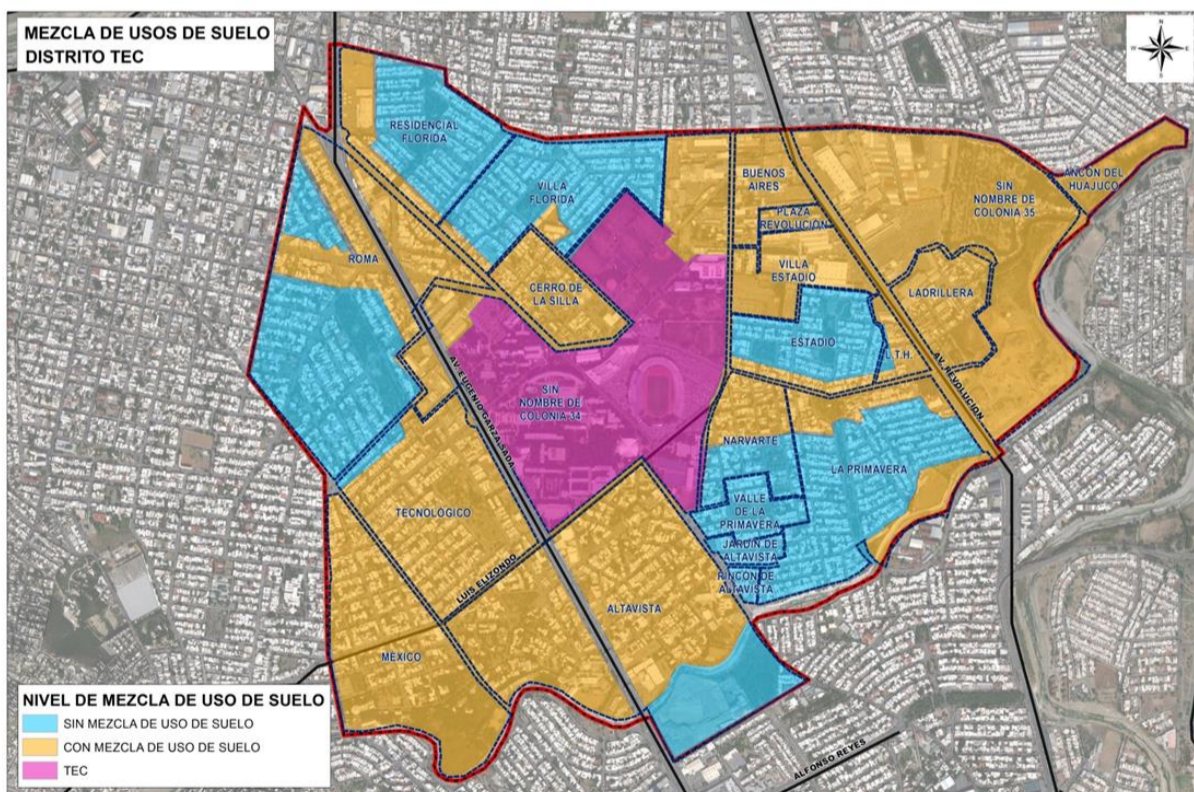 MEZCLA DE USOS DE SUELO
DISTRITO TEC
N
W
E
S
RESIDENCIAL
FLORIDA
VILLA
FLORIDA
BUENOS
AIRES
PLAZA
REVOLUCIÓN
SIN
NOMBRE DE
COLONIA 35
ANCON DEL
HUAJUCO
ROMA
CERRO DE
LA SILLA
VILLA
ESTADIO
LADRILLERA
ESTADIO
L.T.H.
AV. REVOLUCION
AV. EUGENIO GARZA SADA
SIN
NOMBRE DE
COLONIA 34
NARVARTE
LA PRIMAVERA
VALLE
DE LA
PRIMAVERA
JARDIN DE
ALTAVISTA
RINCON DE
ALTAVISTA
TECNOLOGICO
LUIS ELIZONDO
ALTAVISTA
MEXICO
ALFONSO REYES
NIVEL DE MEZCLA DE USO DE SUELO
SIN MEZCLA DE USO DE SUELO
CON MEZCLA DE USO DE SUELO
TEC